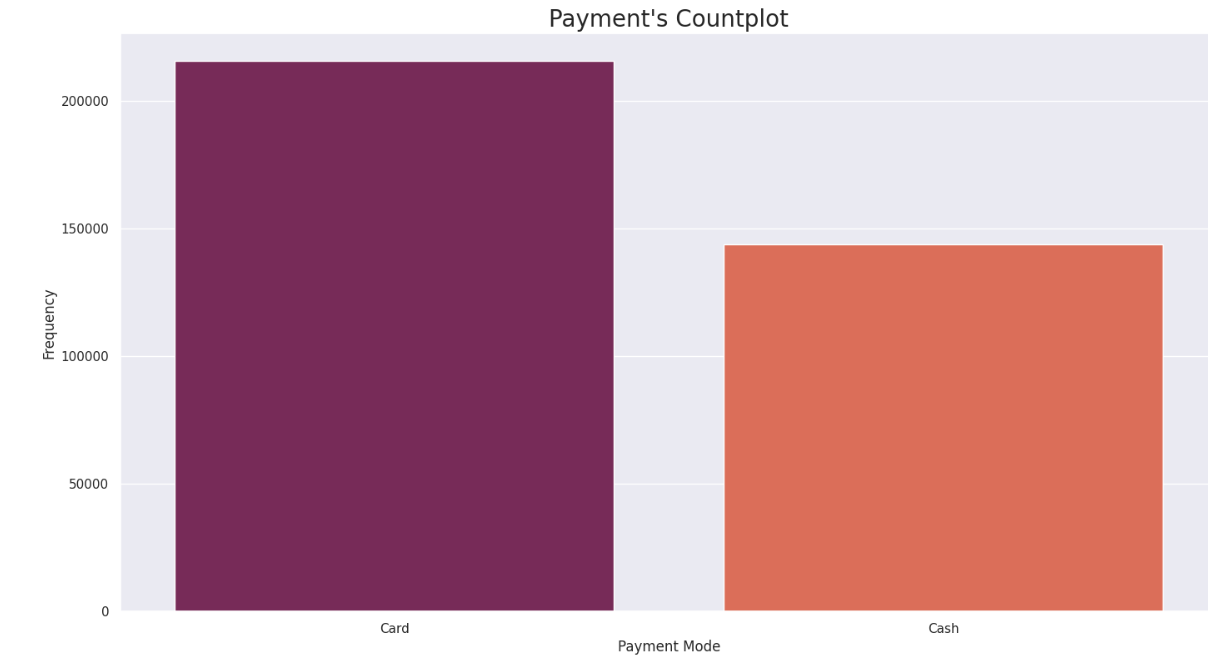 Payment's Countplot
200000
150000
100000
50000
0
Frequency
Card Cash
Payment Mode